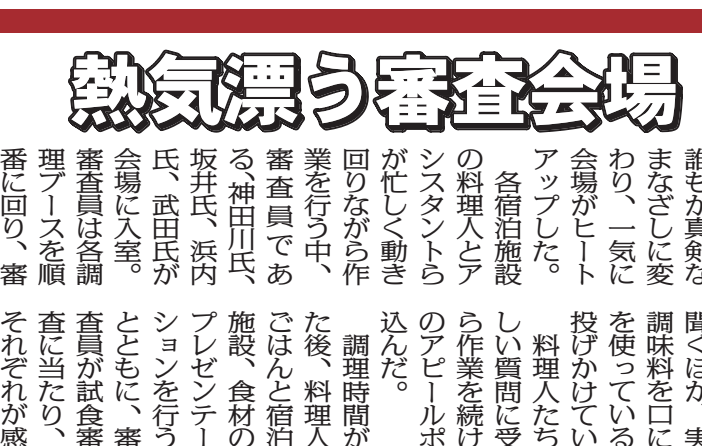 熱気漂う審査会場
誰もが真剣な
まなざしに変
わり、一気に
会場がヒート
アップした。
各宿泊施設
の料理人とア
シスタントら
が忙しく動き
回りながら作
業を行う中、
審査員であ
る、神田川氏、
坂井氏、浜内
氏、武田氏が
会場に入室。
審査員は各調
理ブースを順
番に回り、審
聞くほか、実
調味料を口に
を使っている
投げかけてい
料理人たち
しい質問に受
ら作業を続け
のアピールポ
込んだ。
調理時間が
た後、料理人
ごはんと宿泊
施設、食材の
プレゼンテー
ションを行う
とともに、審
査員が試食審
査に当たり、
それぞれが感